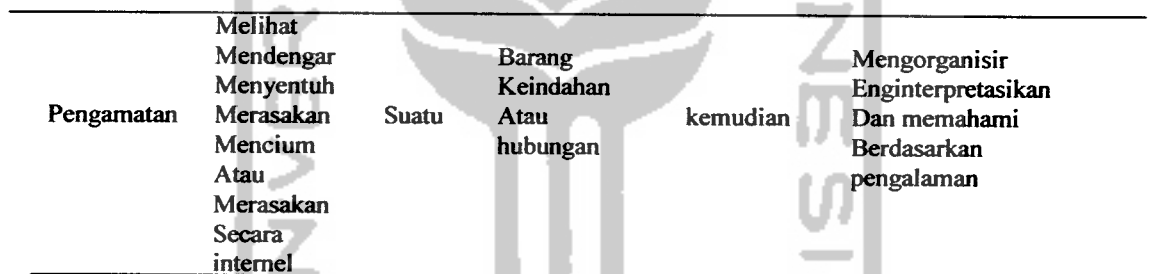 Pengamatan
Melihat
Mendengar
Menyentuh
Merasakan
Mencium
Atau
Merasakan
Secara
internel
Suatu
Barang
Keindahan
Atau
hubungan
kemudian
Mengorganisir
Enginterpretasikan
Dan memahami
Berdasarkan
pengalaman